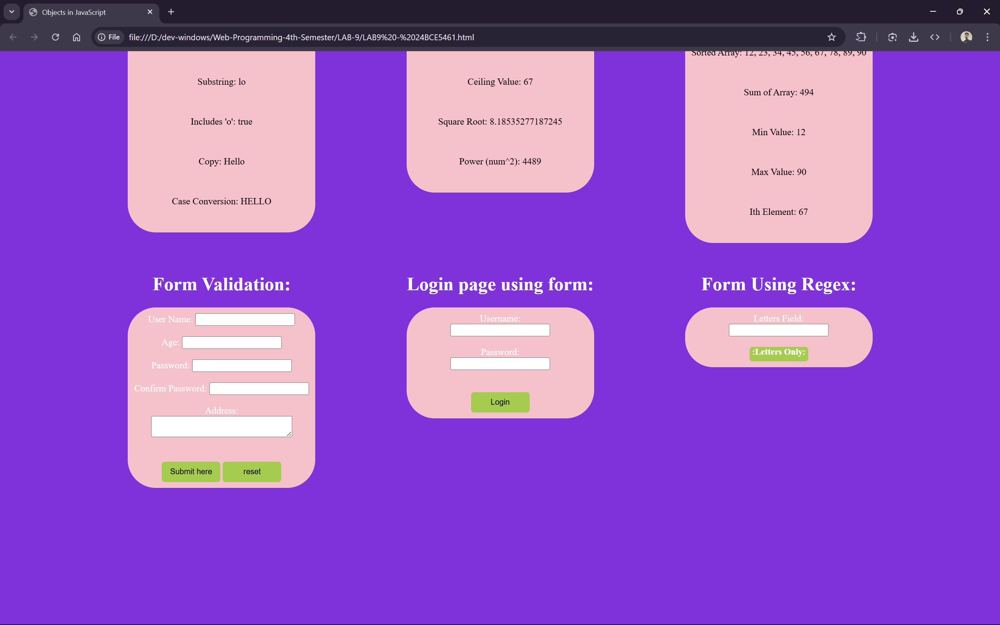 Objects in JavaScript
File
file:///D:/dev-windows/Web-Programming-4th-Semester/LAB-9/LAB9%20-%2024BCE5461.html
Substring: lo
Includes 'o': true
Copy: Hello
Case Conversion: HELLO
Ceiling Value: 67
Square Root: 8.18535277187245
Power (num^2): 4489
Sorted Array: 12, 23, 34, 45, 56, 67, 78, 89, 90
Sum of Array: 494
Min Value: 12
Max Value: 90
Ith Element: 67
Form Validation:
User Name:
Age:
Password:
Confirm Password:
Address:
Submit here
reset
Login page using form:
Username:
Password:
Login
Form Using Regex:
Letters Field:
:Letters Only: